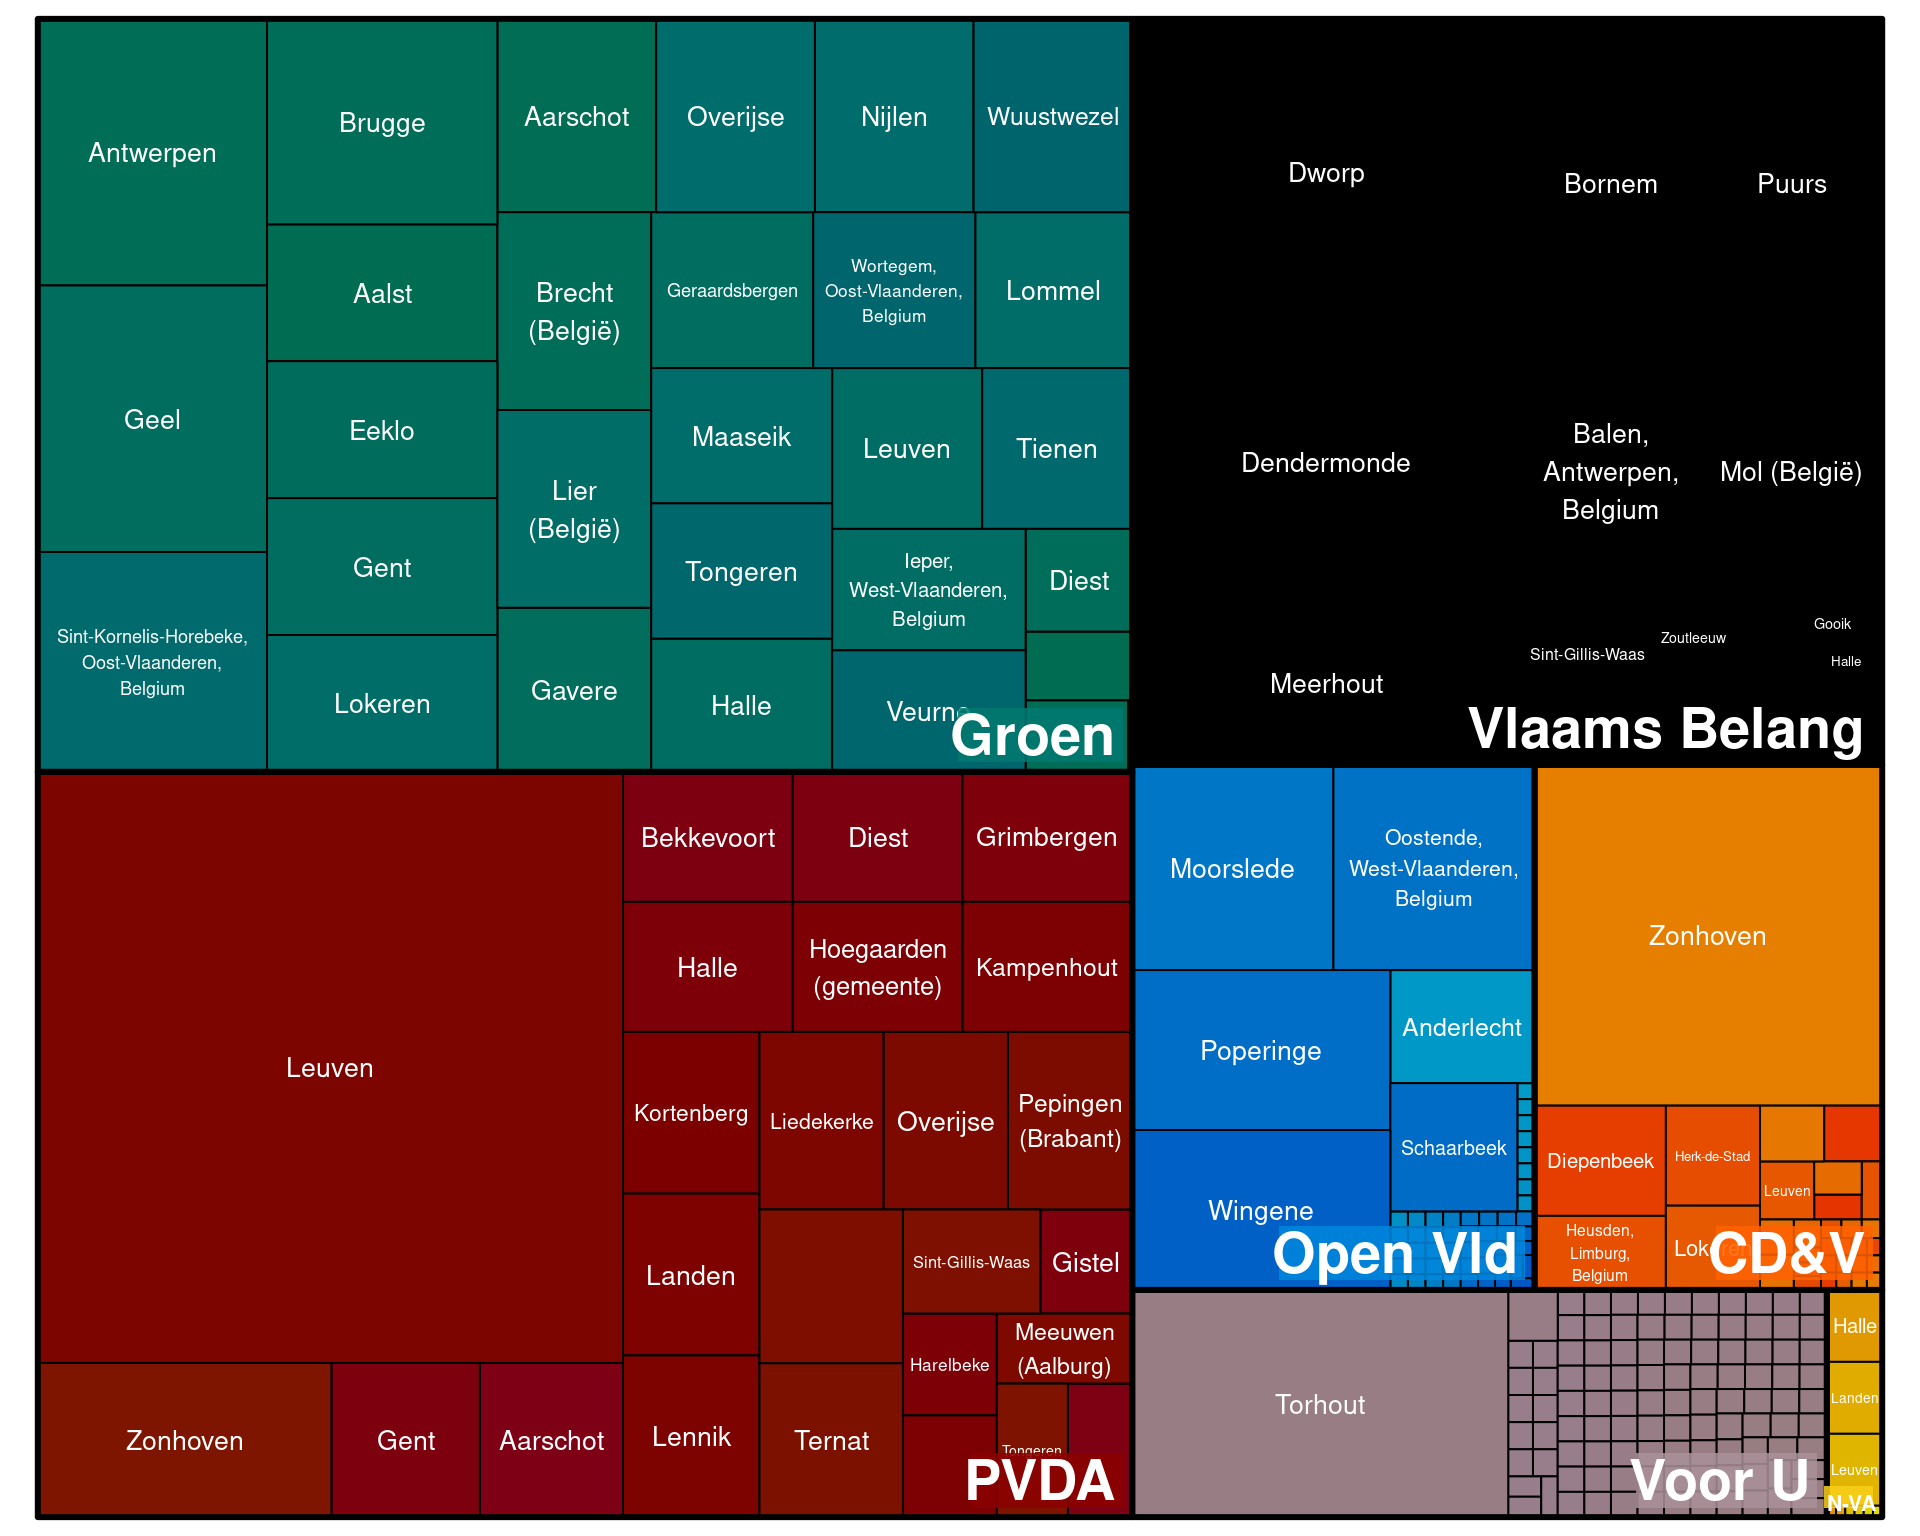 Antwerpen
Brugge
Aarschot
Overijse
Nijlen
Wuustwezel
Aalst
Brecht
(België)
Geraardsbergen
Wortegem,
Oost-Vlaanderen,
Belgium
Lommel
Geel
Eeklo
Maaseik
Leuven
Tienen
Lier
(België)
Gent
Tongeren
Ieper,
West-Vlaanderen,
Belgium
Diest
Sint-Kornelis-Horebeke,
Oost-Vlaanderen,
Belgium
Lokeren
Gavere
Halle
Veurne
Groen
Dworp
Bornem
Puurs
Dendermonde
Balen,
Antwerpen,
Belgium
Mol (België)
Meerhout
Sint-Gillis-Waas
Zoutleeuw
Gooik
Halle
Vlaams Belang
Leuven
Bekkevoort
Diest
Grimbergen
Halle
Hoegaarden
(gemeente)
Kampenhout
Kortenberg
Liedekerke
Overijse
Pepingen
(Brabant)
Landen
Sint-Gillis-Waas
Gistel
Harelbeke
Meeuwen
(Aalburg)
Zonhoven
Gent
Aarschot
Lennik
Ternat
Tongeren
PVDA
Moorslede
Oostende,
West-Vlaanderen,
Belgium
Poperinge
Anderlecht
Schaarbeek
Wingene
Open Vld
Zonhoven
Diepenbeek
Herk-de-Stad
Leuven
Heusden,
Limburg,
Belgium
Lokeren
CD&V
Torhout
Voor U
Halle
Landen
Leuven
N-VA